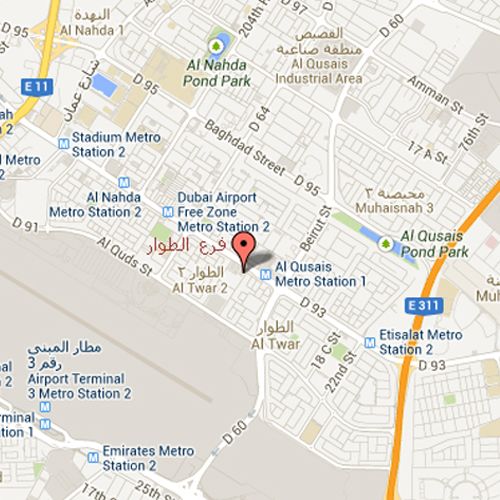 النهدة
Al Nahda 1
D 95
204th
D 60
القصيص
منطقة صناعية
Al Qusais
Industrial Area
Al Nahda
Pond Park
D 95
E 11
شارع عمان
D 64
Amman St
76th St
17 A St
Baghdad Street
Stadium Metro
Station 2
Metro
Station 2
Al Nahda
Metro Station 2
Dubai Airport
Free Zone
Metro Station 2
D 95
محيصنة ٣
Muhaisnah 3
D 91
Al Quds St
فرع الطوار
Beirut St
Al Qusais
Pond Park
الطوار ٢
Al Twar 2
Al Qusais
Metro Station 1
E 311
D 93
الطوار
Al Twar
18 C St
22nd St
Etisalat Metro
Station 2
D 93
مطار المبنى
رقم 3
Airport Terminal
3 Metro Station 2
D 60
Emirates Metro
Station 2
17th
25th St